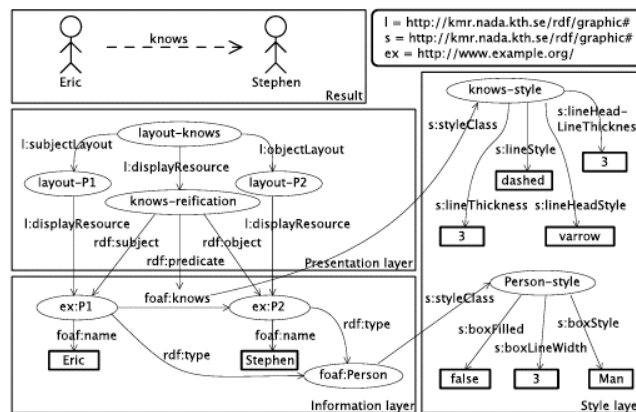 knows
Eric
Stephen
Result
l = http://kmr.nada.kth.se/rdf/graphic#
s = http://kmr.nada.kth.se/rdf/graphic#
ex = http://www.example.org/
layout-knows
l:subjectLayout
l:objectLayout
l:displayResource
layout-P1
layout-P2
knows-reification
l:displayResource
l:displayResource
rdf:subject
rdf:object
rdf:predicate
Presentation layer
foaf:knows
ex:P1
ex:P2
foaf:name
foaf:name
rdf:type
Eric
rdf:type
Stephen
foaf:Person
Information layer
knows-style
s:styleClass
s:lineHead-
LineThickness
s:lineStyle
3
dashed
s:lineThickness
s:lineHeadStyle
3
varrow
Person-style
s:styleClass
s:boxFilled
s:boxStyle
s:boxLineWidth
false
3
Man
Style laye